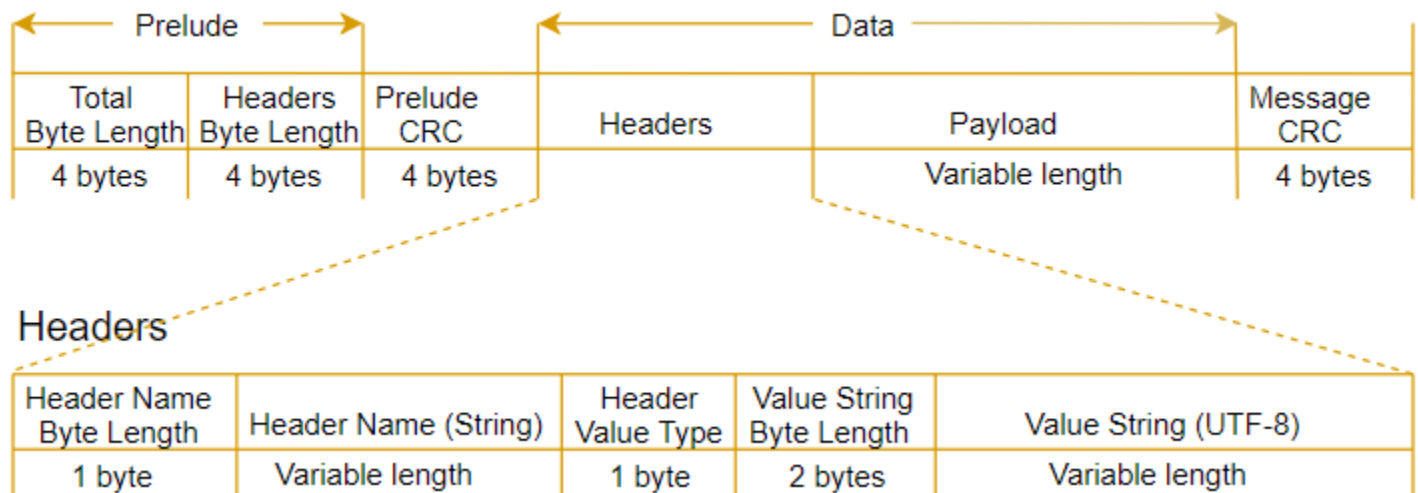 Prelude
Data
Total
Byte Length
Headers
Byte Length
Prelude
CRC
Headers
Payload
Message
CRC
4 bytes
4 bytes
4 bytes
Variable length
4 bytes
Headers
Header Name
Byte Length
Header Name (String)
Header
Value Type
Value String
Byte Length
Value String (UTF-8)
1 byte
Variable length
1 byte
2 bytes
Variable length